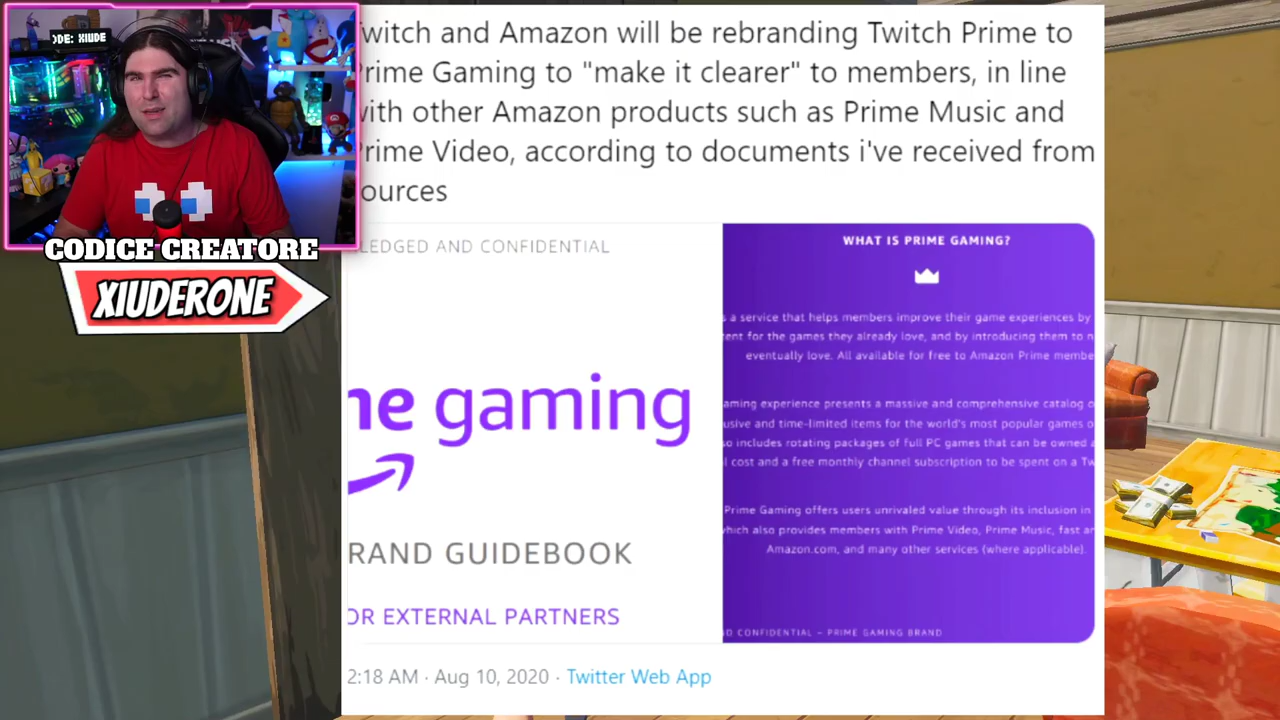 DE: XIUDE
CODICE CREATORE
XIUDERONE
witch and Amazon will be rebranding Twitch Prime to
rime Gaming to "make it clearer" to members, in line
ith other Amazon products such as Prime Music and
rime Video, according to documents i've received from
ources
LEDGED AND CONFIDENTIAL
ne gaming
RAND GUIDEBOOK
OR EXTERNAL PARTNERS
WHAT IS PRIME GAMING?
s a service that helps members improve their game experiences by
ent for the games they already love, and by introducing them to n
eventually love. All available for free to Amazon Prime membe
aming experience presents a massive and comprehensive catalog o
usive and time-limited items for the world's most popular games o
so includes rotating packages of full PC games that can be owned a
l cost and a free monthly channel subscription to be spent on a Tw
Prime Gaming offers users unrivaled value through its inclusion in
which also provides members with Prime Video, Prime Music, fast an
Amazon.com, and many other services (where applicable).
D CONFIDENTIAL – PRIME GAMING BRAND
2:18 AM · Aug 10, 2020 · Twitter Web App